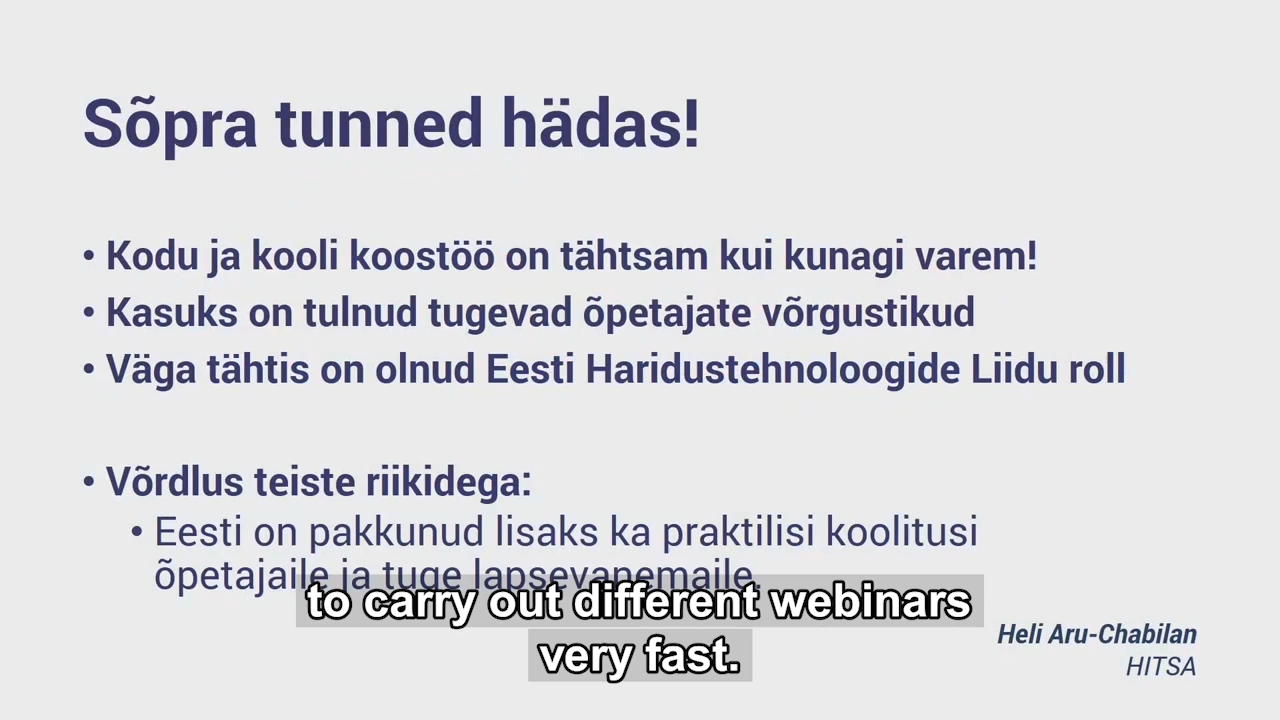 Sõpra tunned hädas!
• Kodu ja kooli koostöö on tähtsam kui kunagi varem!
• Kasuks on tulnud tugevad õpetajate võrgustikud
• Väga tähtis on olnud Eesti Haridustehnoloogide Liidu roll
• Võrdlus teiste riikidega:
• Eesti on pakkunud lisaks ka praktilisi koolitusi
õpetajaile ja tuge lapsevanemaile.
to carry out different webinars
very fast.
Heli Aru-Chabilan
HITSA